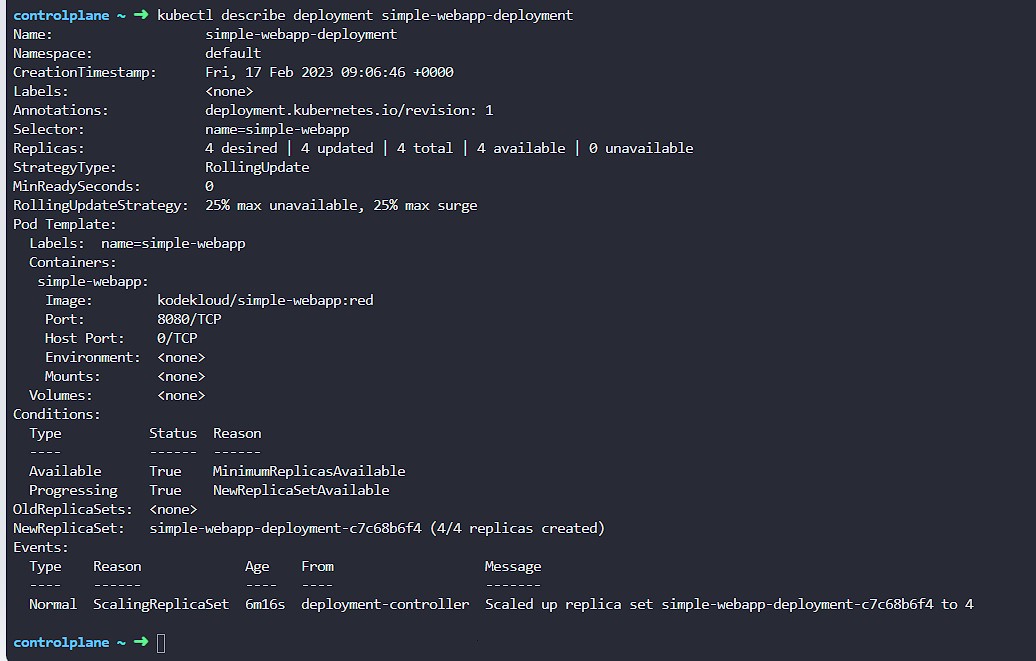 controlplane ~ ➜ kubectl describe deployment simple-webapp-deployment
Name:                   simple-webapp-deployment
Namespace:              default
CreationTimestamp:      Fri, 17 Feb 2023 09:06:46 +0000
Labels:                 <none>
Annotations:            deployment.kubernetes.io/revision: 1
Selector:               name=simple-webapp
Replicas:               4 desired | 4 updated | 4 total | 4 available | 0 unavailable
StrategyType:           RollingUpdate
MinReadySeconds:        0
RollingUpdateStrategy:  25% max unavailable, 25% max surge
Pod Template:
  Labels:  name=simple-webapp
  Containers:
   simple-webapp:
    Image:        kodekloud/simple-webapp:red
    Port:         8080/TCP
    Host Port:    0/TCP
    Environment:  <none>
    Mounts:       <none>
  Volumes:        <none>
Conditions:
  Type           Status  Reason
  ----           ------  ------
  Available      True    MinimumReplicasAvailable
  Progressing    True    NewReplicaSetAvailable
OldReplicaSets:  <none>
NewReplicaSet:   simple-webapp-deployment-c7c68b6f4 (4/4 replicas created)
Events:
  Type    Reason             Age    From                   Message
  ----    ------             ----   ----                   -------
  Normal  ScalingReplicaSet  6m16s  deployment-controller  Scaled up replica set simple-webapp-deployment-c7c68b6f4 to 4
controlplane ~ ➜